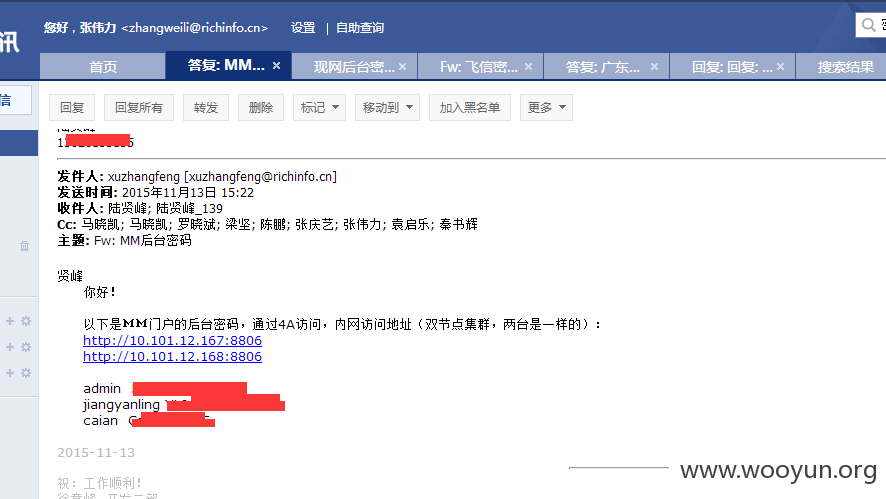 讯
您好，张伟力 <zhangweili@richinfo.cn> 设置 | 自助查询
首页 答复: MM... × 现网后台密... × Fw: 飞信密... × 答复: 广东... × 回复: 回复: ... × 搜索结果
信
回复 回复所有 转发 删除 标记 移动到 加入黑名单 更多
发件人: xuzhangfeng [xuzhangfeng@richinfo.cn]
发送时间: 2015年11月13日 15:22
收件人: 陆贤峰; 陆贤峰_139
Cc: 马晓凯; 马晓凯; 罗晓斌; 梁坚; 陈鹏; 张庆艺; 张伟力; 袁启乐; 秦书辉
主题: Fw: MM后台密码
贤峰
你好！
以下是MM门户的后台密码，通过4A访问，内网访问地址（双节点集群，两台是一样的）：
http://10.101.12.167:8806
http://10.101.12.168:8806
admin
jiangyanling
caian
2015-11-13
祝：工作顺利！
www.wooyun.org